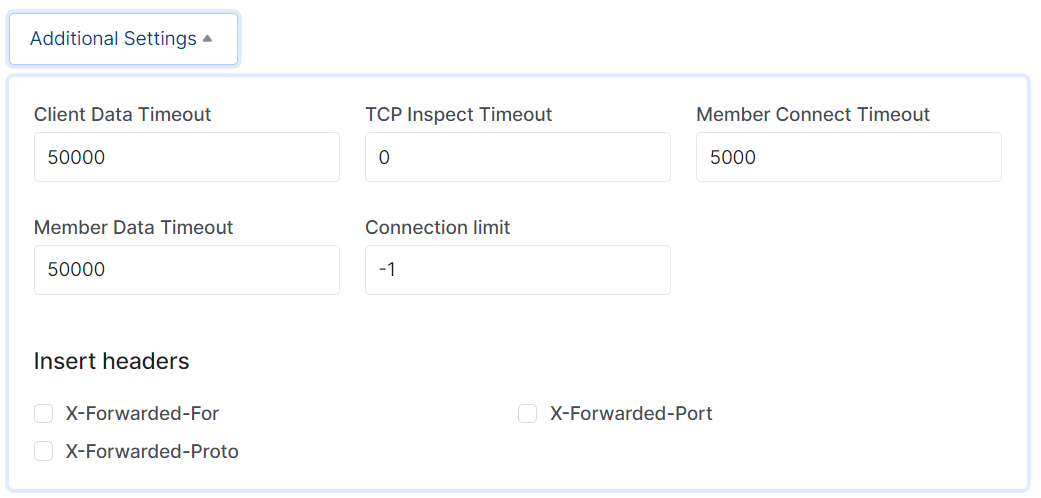 Additional Settings
Client Data Timeout
TCP Inspect Timeout
Member Connect Timeout
50000
0
5000
Member Data Timeout
Connection limit
50000
-1
Insert headers
X-Forwarded-For
X-Forwarded-Port
X-Forwarded-Proto